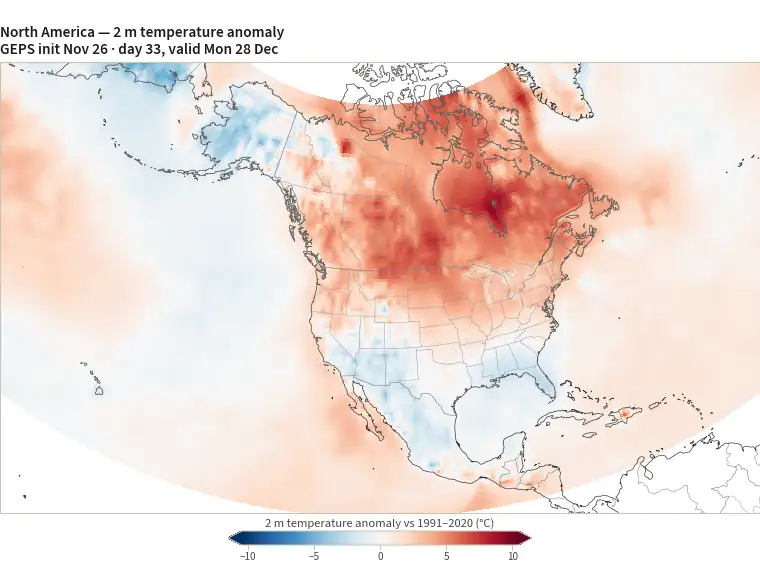 North America — 2 m temperature anomaly
GEPS init Nov 26 · day 33, valid Mon 28 Dec
2 m temperature anomaly vs 1991–2020 (°C)
−10 −5 0 5 10